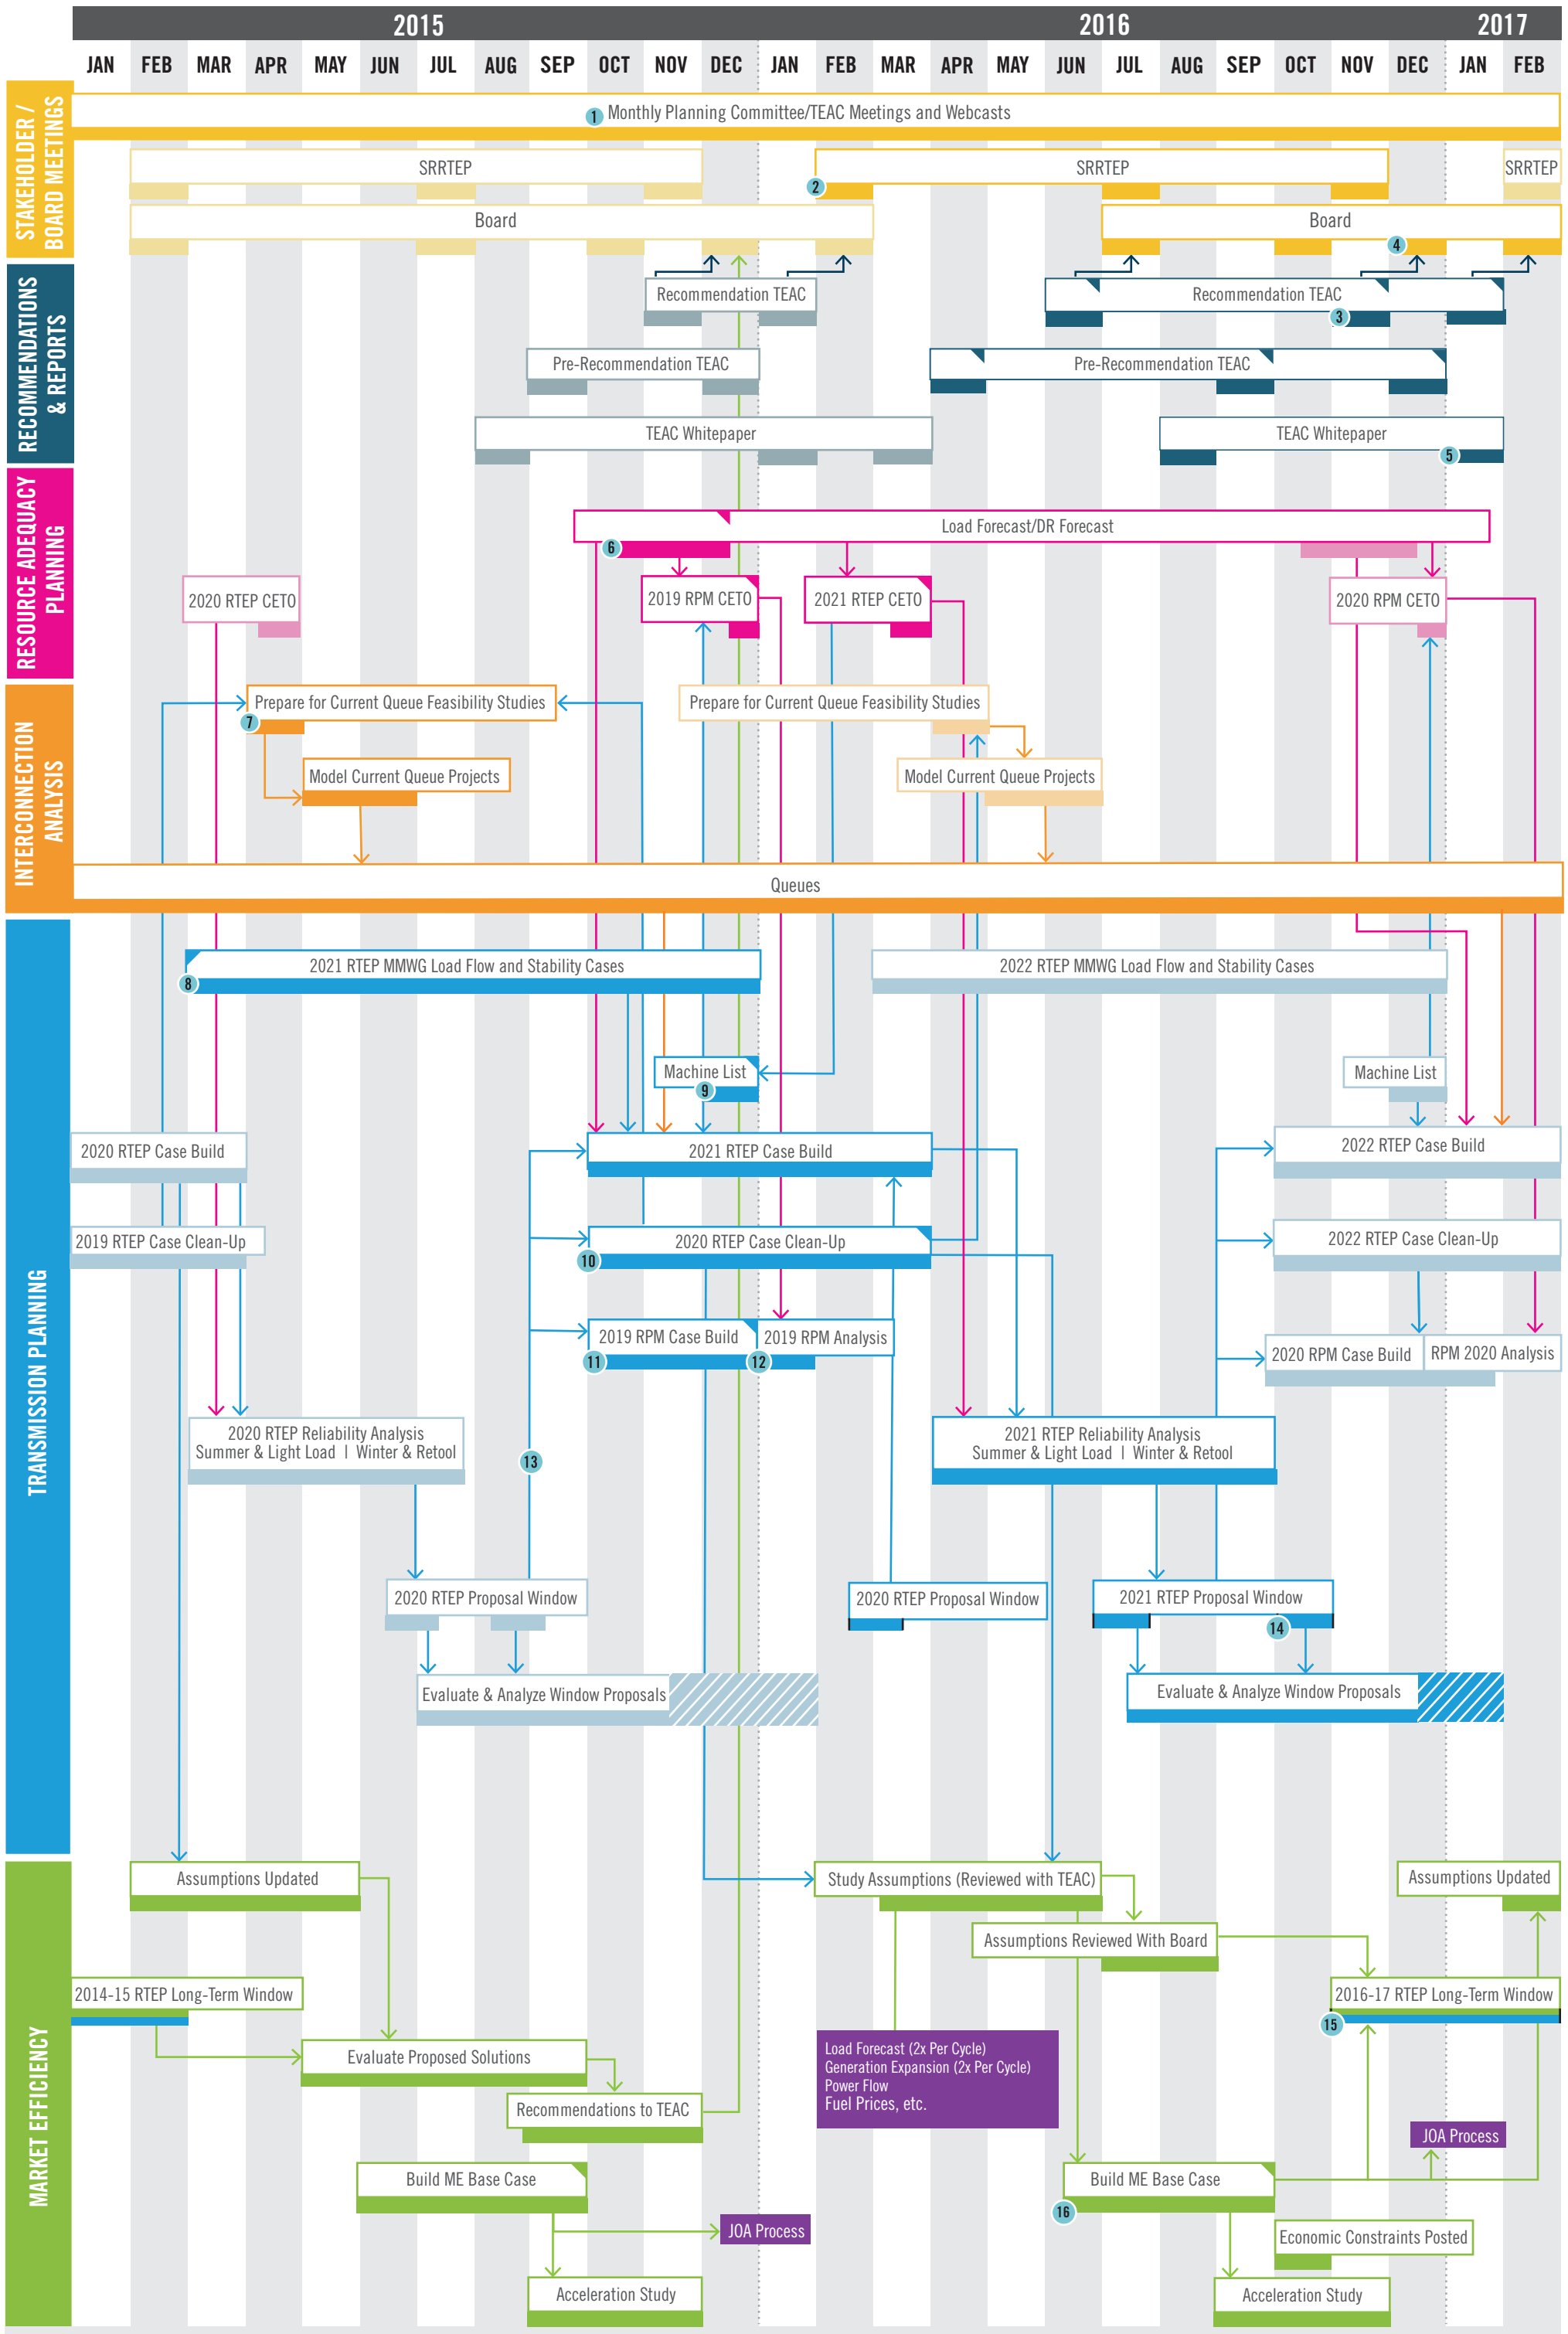 2015
2016
2017
JAN FEB MAR APR MAY JUN JUL AUG SEP OCT NOV DEC JAN FEB MAR APR MAY JUN JUL AUG SEP OCT NOV DEC JAN FEB
STAKEHOLDER /
BOARD MEETINGS
1 Monthly Planning Committee/TEAC Meetings and Webcasts
SRRTEP
SRRTEP
SRRTEP
2
Board
Board
4
RECOMMENDATIONS
& REPORTS
Recommendation TEAC
Recommendation TEAC
3
Pre-Recommendation TEAC
Pre-Recommendation TEAC
TEAC Whitepaper
TEAC Whitepaper
5
RESOURCE ADEQUACY
PLANNING
Load Forecast/DR Forecast
6
2020 RTEP CETO
2019 RPM CETO
2021 RTEP CETO
2020 RPM CETO
INTERCONNECTION
ANALYSIS
Prepare for Current Queue Feasibility Studies
Prepare for Current Queue Feasibility Studies
7
Model Current Queue Projects
Model Current Queue Projects
Queues
TRANSMISSION PLANNING
2021 RTEP MMWG Load Flow and Stability Cases
2022 RTEP MMWG Load Flow and Stability Cases
8
Machine List
Machine List
9
2020 RTEP Case Build
2021 RTEP Case Build
2022 RTEP Case Build
2019 RTEP Case Clean-Up
2020 RTEP Case Clean-Up
2022 RTEP Case Clean-Up
10
2019 RPM Case Build
2019 RPM Analysis
2020 RPM Case Build
RPM 2020 Analysis
11
12
2020 RTEP Reliability Analysis
Summer & Light Load | Winter & Retool
2021 RTEP Reliability Analysis
Summer & Light Load | Winter & Retool
13
2020 RTEP Proposal Window
2020 RTEP Proposal Window
2021 RTEP Proposal Window
14
Evaluate & Analyze Window Proposals
Evaluate & Analyze Window Proposals
MARKET EFFICIENCY
Assumptions Updated
Study Assumptions (Reviewed with TEAC)
Assumptions Updated
Assumptions Reviewed With Board
2014-15 RTEP Long-Term Window
2016-17 RTEP Long-Term Window
15
Evaluate Proposed Solutions
Load Forecast (2x Per Cycle)
Generation Expansion (2x Per Cycle)
Power Flow
Fuel Prices, etc.
Recommendations to TEAC
JOA Process
Build ME Base Case
Build ME Base Case
16
JOA Process
Economic Constraints Posted
Acceleration Study
Acceleration Study